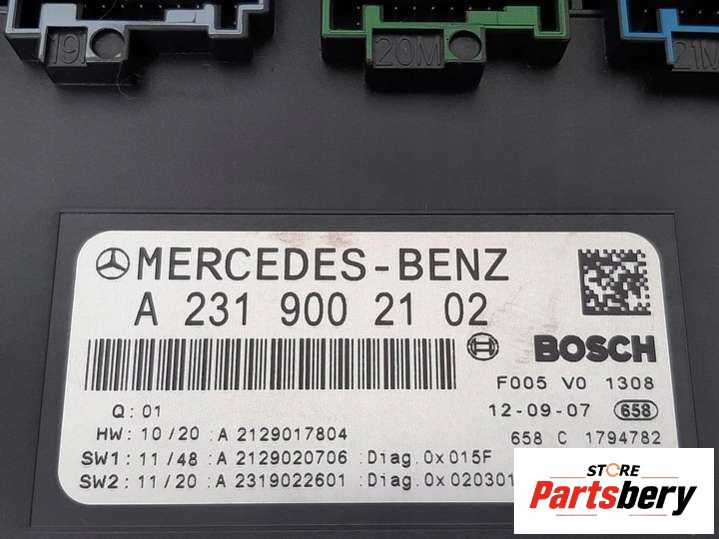 19
20M
21M
MERCEDES-BENZ
A 231 900 21 02
BOSCH
F005 V0 1308
Q: 01
12-09-07 658
HW: 10/20 :A 2129017804
658 C 1794782
SW1: 11/48 :A 2129020706 :Diag.0x015F
SW2: 11/20 :A 2319022601 :Diag.0x020301
STORE
Partsbery